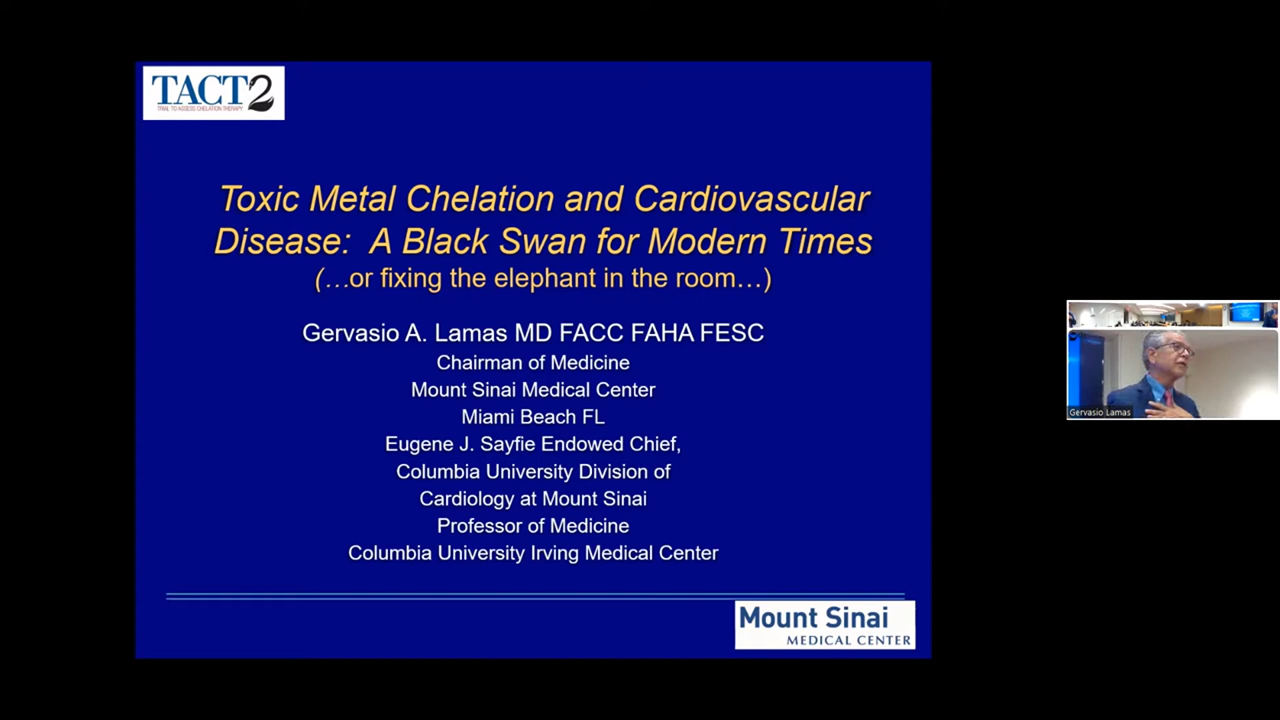 TACT2
TRIAL TO ASSESS CHELATION THERAPY
Toxic Metal Chelation and Cardiovascular
Disease: A Black Swan for Modern Times
(…or fixing the elephant in the room…)
Gervasio A. Lamas MD FACC FAHA FESC
Chairman of Medicine
Mount Sinai Medical Center
Miami Beach FL
Eugene J. Sayfie Endowed Chief,
Columbia University Division of
Cardiology at Mount Sinai
Professor of Medicine
Columbia University Irving Medical Center
Mount Sinai
MEDICAL CENTER
Gervasio Lamas